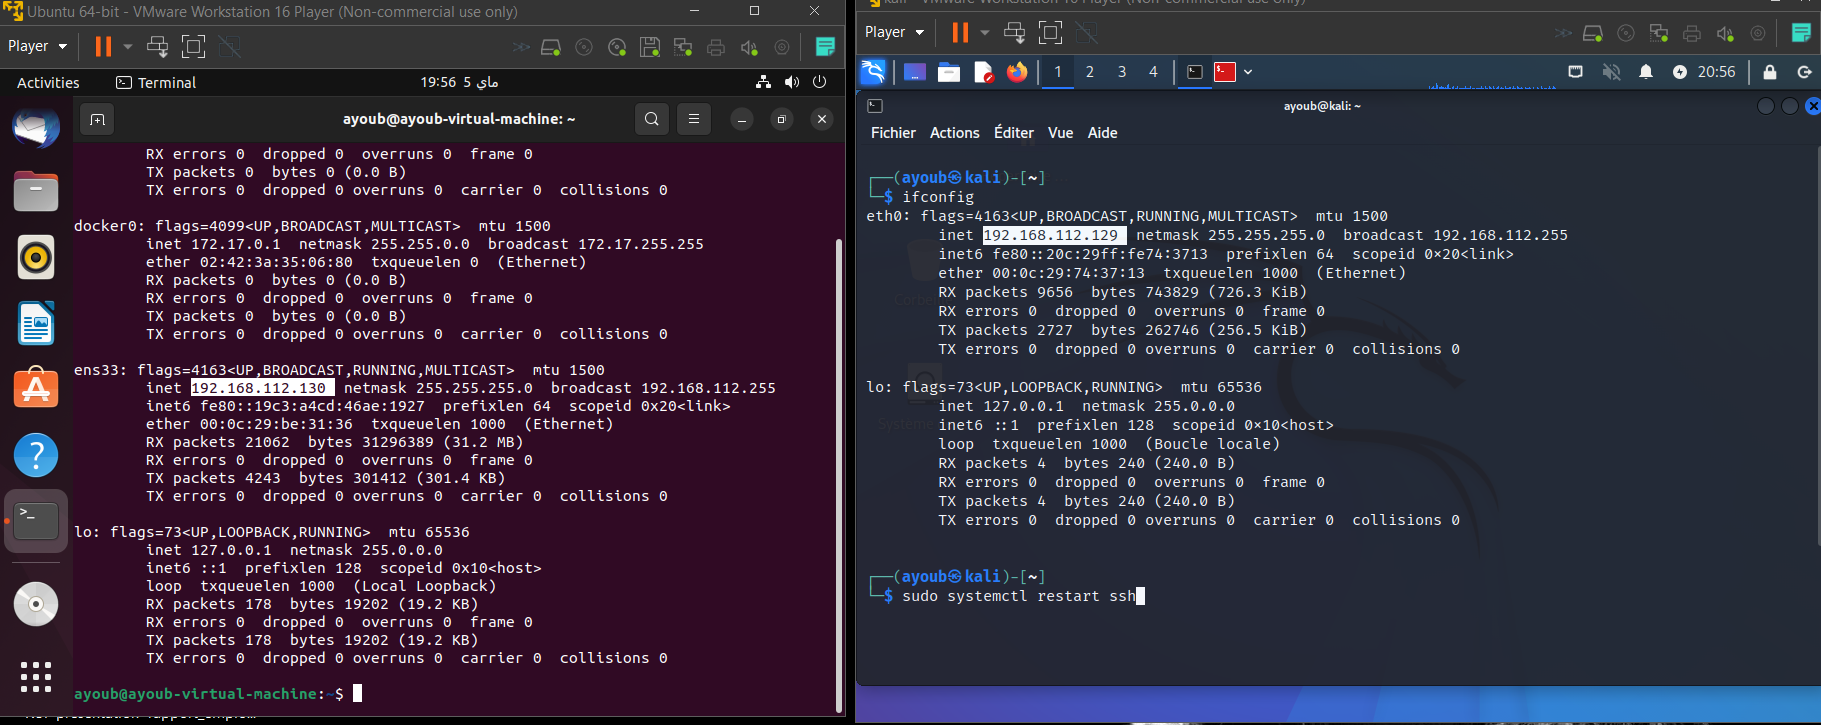 Ubuntu 64-bit - VMware Workstation 16 Player (Non-commercial use only)
Player
Activities
Terminal
19:56 5 ماي
ayoub@ayoub-virtual-machine: ~
RX errors 0  dropped 0  overruns 0  frame 0
TX packets 0  bytes 0 (0.0 B)
TX errors 0  dropped 0 overruns 0  carrier 0  collisions 0
docker0: flags=4099<UP,BROADCAST,MULTICAST>  mtu 1500
inet 172.17.0.1  netmask 255.255.0.0  broadcast 172.17.255.255
ether 02:42:3a:35:06:80  txqueuelen 0  (Ethernet)
RX packets 0  bytes 0 (0.0 B)
RX errors 0  dropped 0  overruns 0  frame 0
TX packets 0  bytes 0 (0.0 B)
TX errors 0  dropped 0 overruns 0  carrier 0  collisions 0
ens33: flags=4163<UP,BROADCAST,RUNNING,MULTICAST>  mtu 1500
inet 192.168.112.130  netmask 255.255.255.0  broadcast 192.168.112.255
inet6 fe80::19c3:a4cd:46ae:1927  prefixlen 64  scopeid 0x20<link>
ether 00:0c:29:be:31:36  txqueuelen 1000  (Ethernet)
RX packets 21062  bytes 31296389 (31.2 MB)
RX errors 0  dropped 0  overruns 0  frame 0
TX packets 4243  bytes 301412 (301.4 KB)
TX errors 0  dropped 0 overruns 0  carrier 0  collisions 0
lo: flags=73<UP,LOOPBACK,RUNNING>  mtu 65536
inet 127.0.0.1  netmask 255.0.0.0
inet6 ::1  prefixlen 128  scopeid 0x10<host>
loop  txqueuelen 1000  (Local Loopback)
RX packets 178  bytes 19202 (19.2 KB)
RX errors 0  dropped 0  overruns 0  frame 0
TX packets 178  bytes 19202 (19.2 KB)
TX errors 0  dropped 0 overruns 0  carrier 0  collisions 0
ayoub@ayoub-virtual-machine:~$
kali - VMware Workstation 16 Player (Non-commercial use only)
Player
1 2 3 4
20:56
ayoub@kali: ~
Fichier Actions Éditer Vue Aide
(ayoub㉿kali)-[~]
$ ifconfig
eth0: flags=4163<UP,BROADCAST,RUNNING,MULTICAST>  mtu 1500
inet 192.168.112.129  netmask 255.255.255.0  broadcast 192.168.112.255
inet6 fe80::20c:29ff:fe74:3713  prefixlen 64  scopeid 0×20<link>
ether 00:0c:29:74:37:13  txqueuelen 1000  (Ethernet)
RX packets 9656  bytes 743829 (726.3 KiB)
RX errors 0  dropped 0  overruns 0  frame 0
TX packets 2727  bytes 262746 (256.5 KiB)
TX errors 0  dropped 0 overruns 0  carrier 0  collisions 0
lo: flags=73<UP,LOOPBACK,RUNNING>  mtu 65536
inet 127.0.0.1  netmask 255.0.0.0
inet6 ::1  prefixlen 128  scopeid 0×10<host>
loop  txqueuelen 1000  (Boucle locale)
RX packets 4  bytes 240 (240.0 B)
RX errors 0  dropped 0  overruns 0  frame 0
TX packets 4  bytes 240 (240.0 B)
TX errors 0  dropped 0 overruns 0  carrier 0  collisions 0
(ayoub㉿kali)-[~]
$ sudo systemctl restart ssh